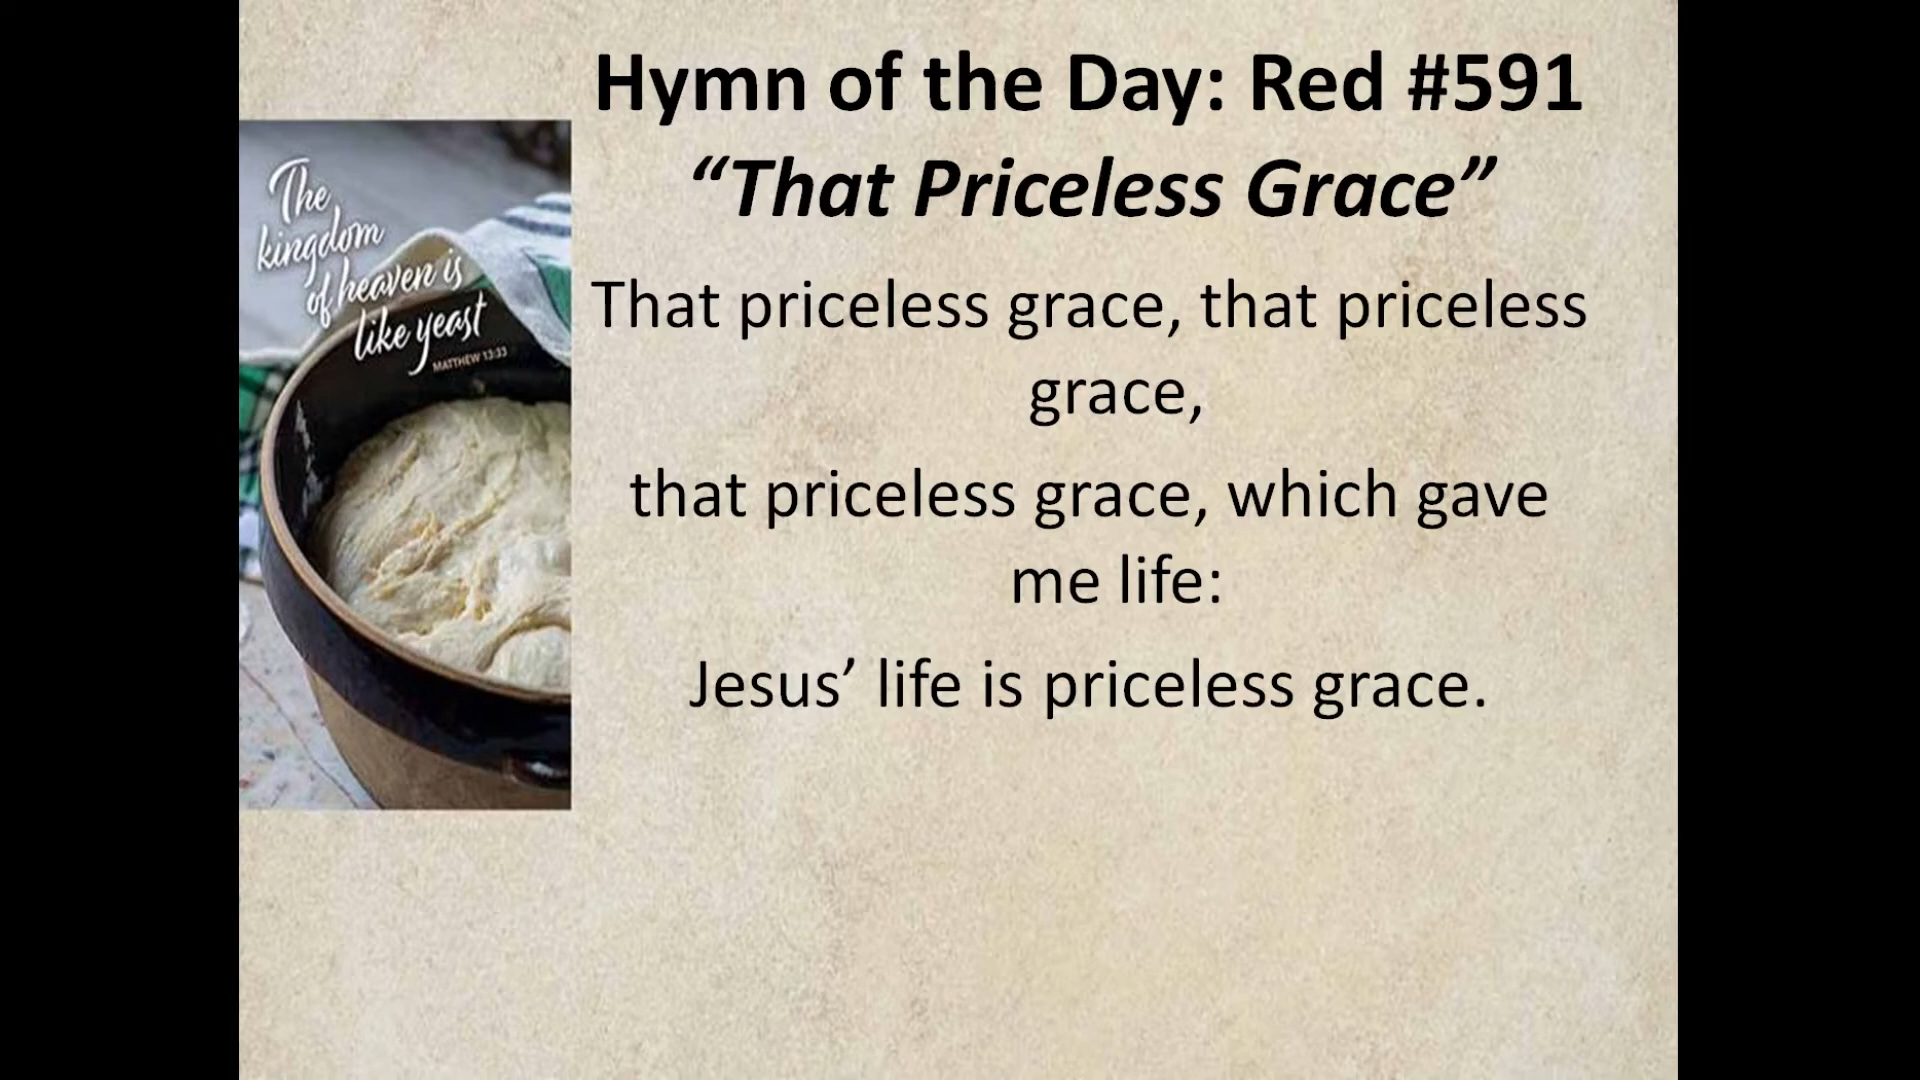 Hymn of the Day: Red #591
“That Priceless Grace”
The
kingdom
of heaven is
like yeast
MATTHEW 13:33
That priceless grace, that priceless
grace,
that priceless grace, which gave
me life:
Jesus’ life is priceless grace.